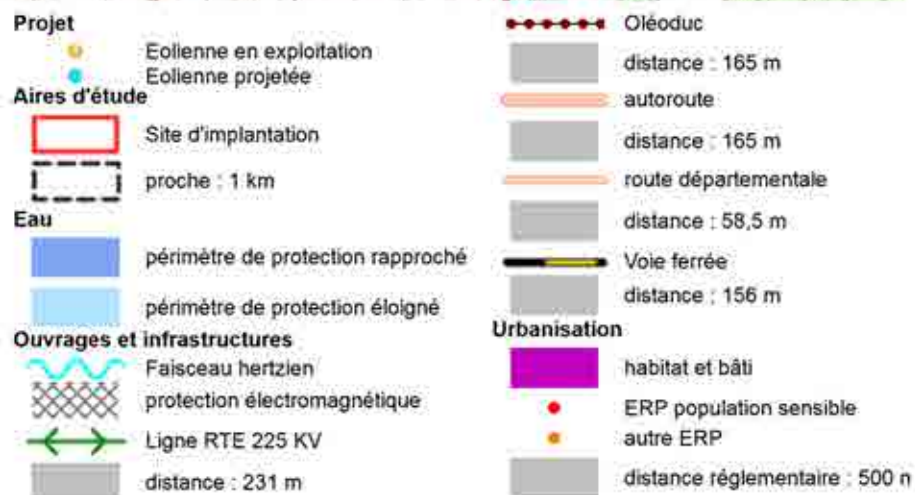 Projet
Eolienne en exploitation
Eolienne projetée
Aires d'étude
Site d'implantation
proche : 1 km
Eau
périmètre de protection rapproché
périmètre de protection éloigné
Ouvrages et infrastructures
Faisceau hertzien
protection électromagnétique
Ligne RTE 225 KV
distance : 231 m
Oléoduc
distance : 165 m
autoroute
distance : 165 m
route départementale
distance : 58,5 m
Voie ferrée
distance : 156 m
Urbanisation
habitat et bâti
ERP population sensible
autre ERP
distance réglementaire : 500 n